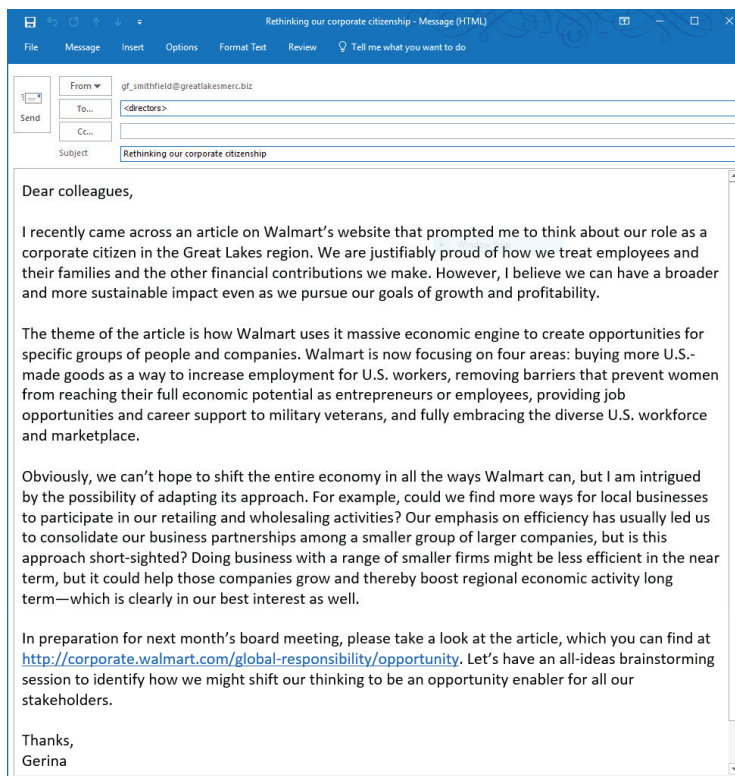 Rethinking our corporate citizenship - Message (HTML)
File Message Insert Options Format Text Review Tell me what you want to do
From gf_smithfield@greatlakesmerc.biz
Send
To... <directors>
Cc...
Subject Rethinking our corporate citizenship
Dear colleagues,
I recently came across an article on Walmart’s website that prompted me to think about our role as a
corporate citizen in the Great Lakes region. We are justifiably proud of how we treat employees and
their families and the other financial contributions we make. However, I believe we can have a broader
and more sustainable impact even as we pursue our goals of growth and profitability.
The theme of the article is how Walmart uses it massive economic engine to create opportunities for
specific groups of people and companies. Walmart is now focusing on four areas: buying more U.S.-
made goods as a way to increase employment for U.S. workers, removing barriers that prevent women
from reaching their full economic potential as entrepreneurs or employees, providing job
opportunities and career support to military veterans, and fully embracing the diverse U.S. workforce
and marketplace.
Obviously, we can’t hope to shift the entire economy in all the ways Walmart can, but I am intrigued
by the possibility of adapting its approach. For example, could we find more ways for local businesses
to participate in our retailing and wholesaling activities? Our emphasis on efficiency has usually led us
to consolidate our business partnerships among a smaller group of larger companies, but is this
approach short-sighted? Doing business with a range of smaller firms might be less efficient in the near
term, but it could help those companies grow and thereby boost regional economic activity long
term—which is clearly in our best interest as well.
In preparation for next month’s board meeting, please take a look at the article, which you can find at
http://corporate.walmart.com/global-responsibility/opportunity. Let’s have an all-ideas brainstorming
session to identify how we might shift our thinking to be an opportunity enabler for all our
stakeholders.
Thanks,
Gerina